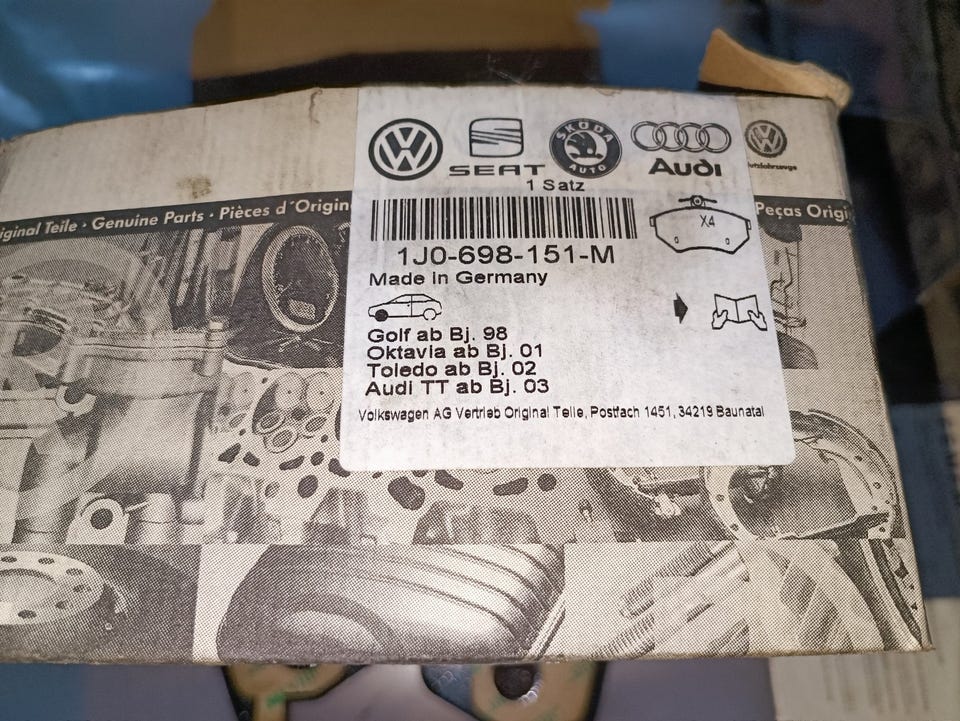 SEAT
ŠKODA
AUTO
Audi
Nutzfahrzeuge
1 Satz
iginal Teile · Genuine Parts · Pièces d´Origin
Peças Origi
X4
1J0-698-151-M
Made in Germany
Golf ab Bj. 98
Oktavia ab Bj. 01
Toledo ab Bj. 02
Audi TT ab Bj. 03
Volkswagen AG Vertrieb Original Teile, Postfach 1451, 34219 Baunatal